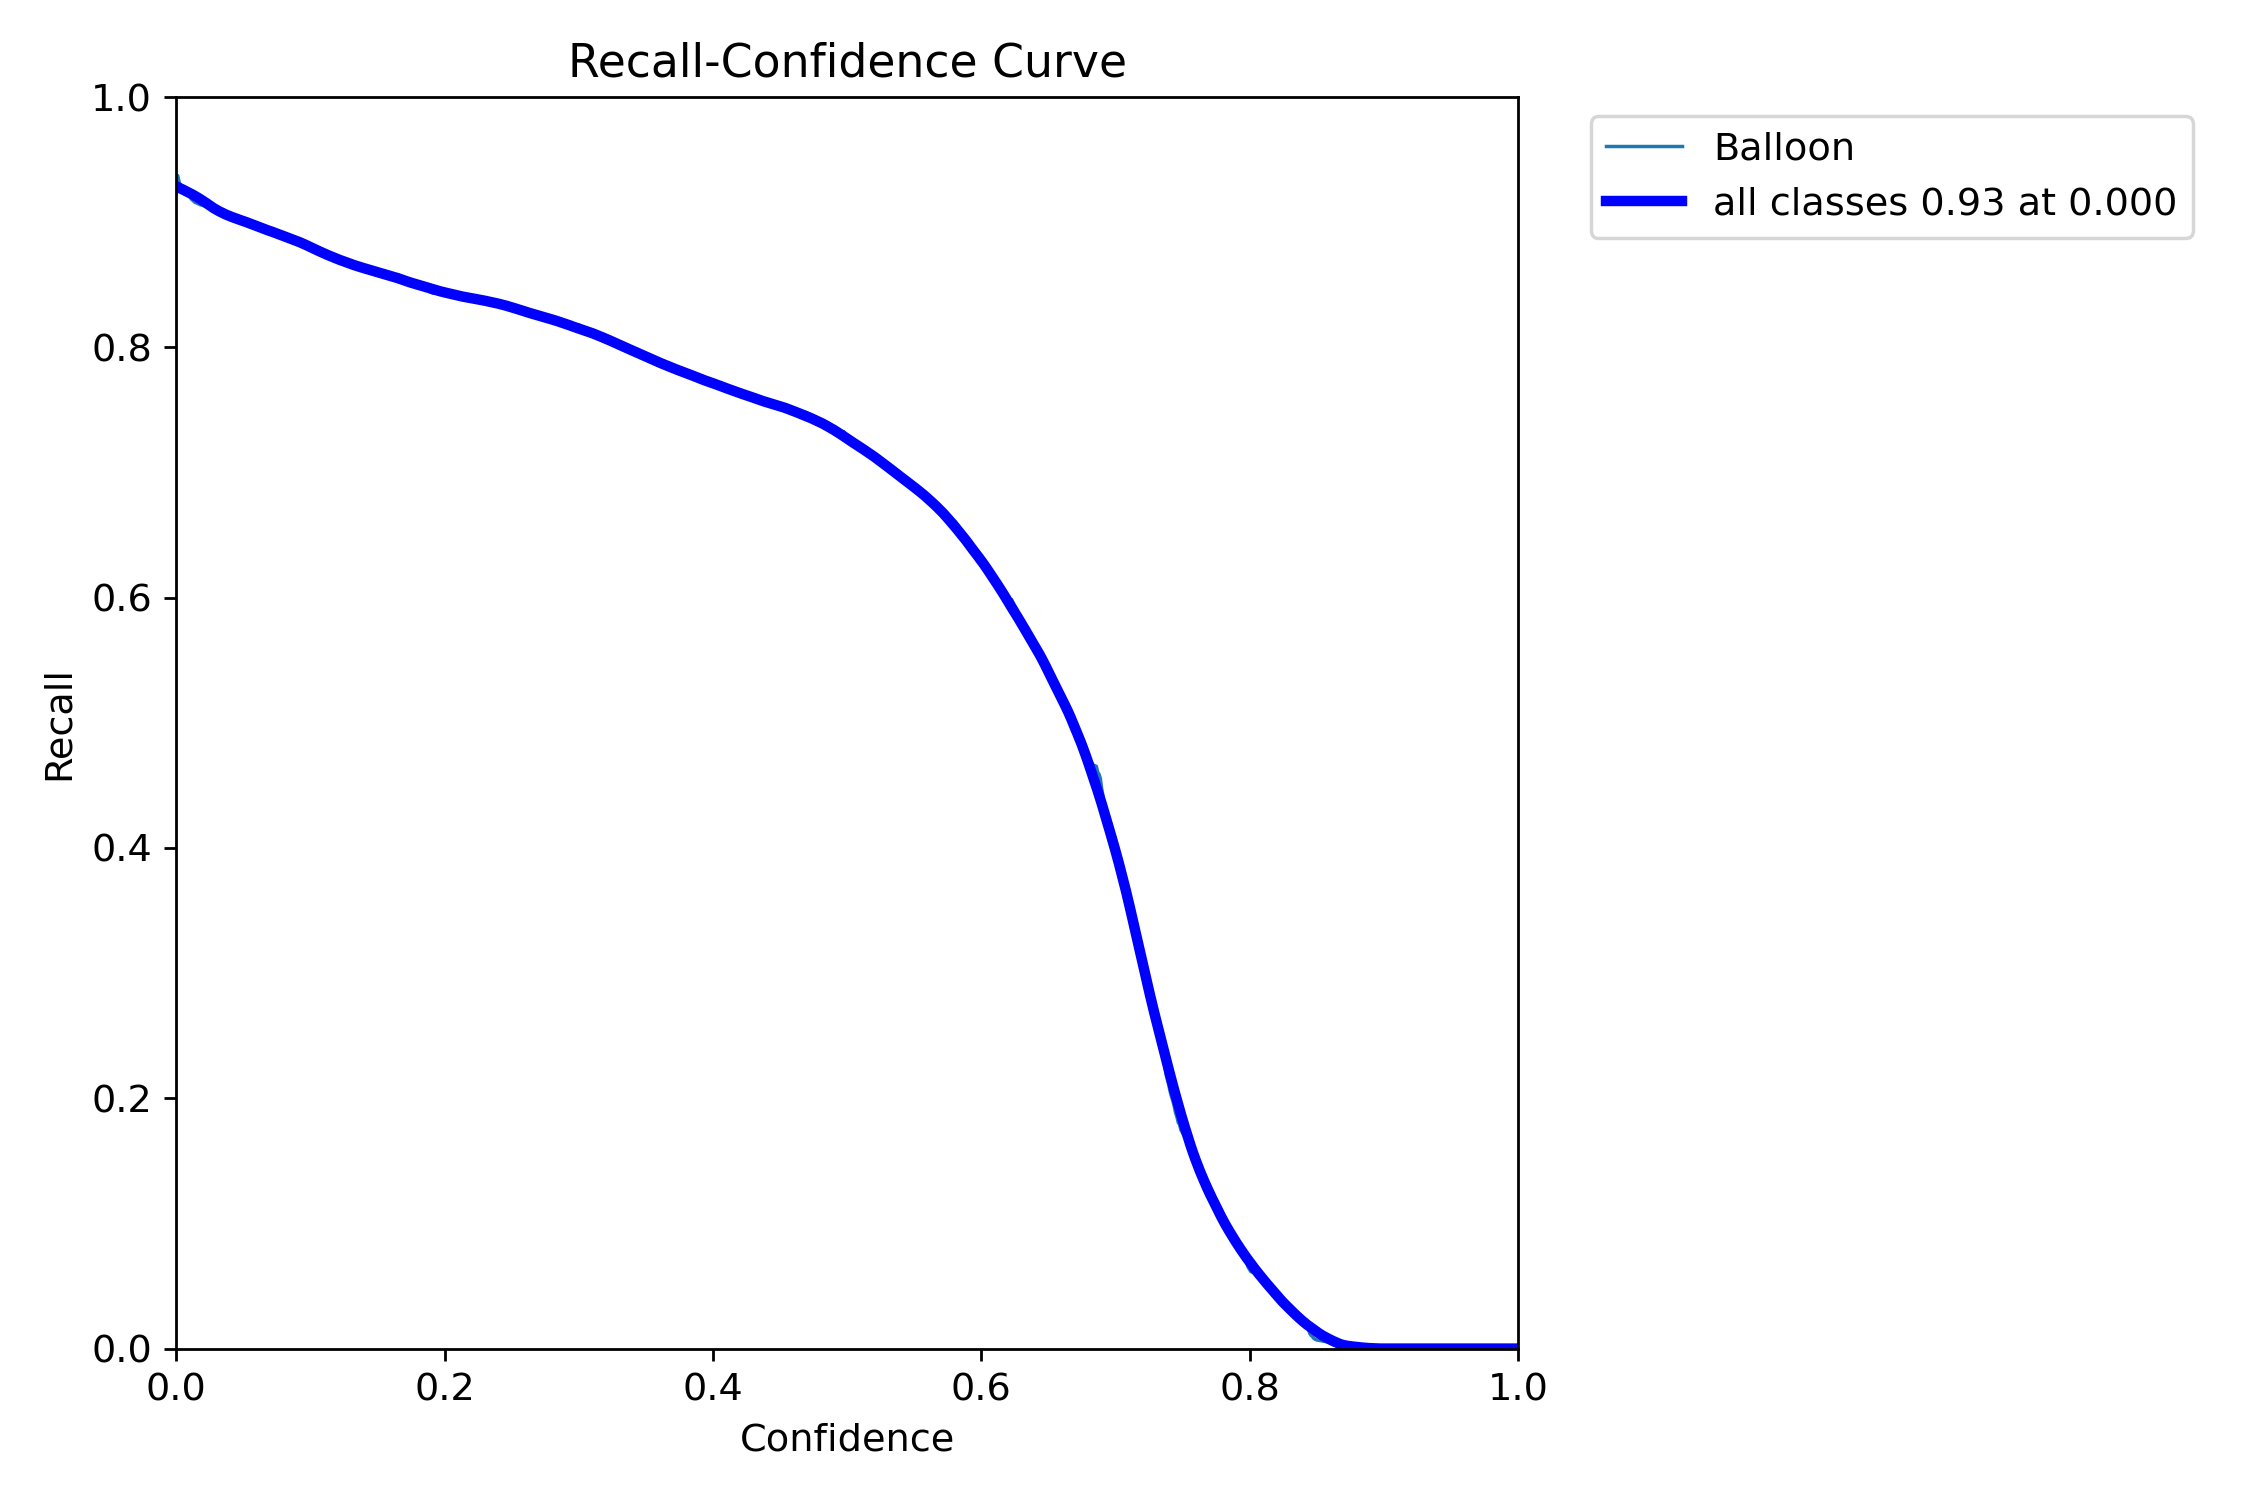 Recall-Confidence Curve
1.0
0.8
0.6
0.4
0.2
0.0
Recall
0.0 0.2 0.4 0.6 0.8 1.0
Confidence
Balloon
all classes 0.93 at 0.000